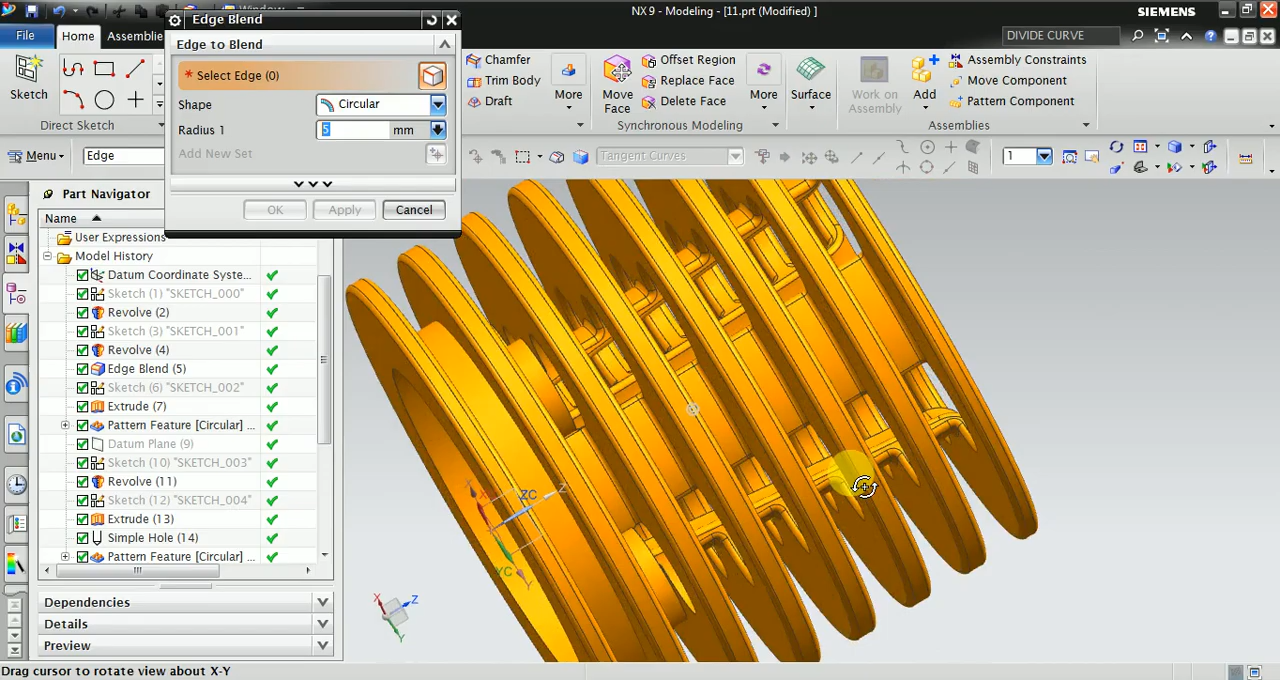 Window
NX 9 - Modeling - [11.prt (Modified) ]
SIEMENS
Edge Blend
File
Home
Assemblie
DIVIDE CURVE
Edge to Blend
* Select Edge (0)
Shape
Circular
Radius 1
5
mm
Add New Set
OK
Apply
Cancel
Sketch
Direct Sketch
Chamfer
Trim Body
Draft
More
Move
Face
Offset Region
Replace Face
Delete Face
More
Synchronous Modeling
Surface
Work on
Assembly
Add
Assembly Constraints
Move Component
Pattern Component
Assemblies
Menu
Edge
Tangent Curves
1
Part Navigator
Name
User Expressions
Model History
Datum Coordinate Syste...
Sketch (1) "SKETCH_000"
Revolve (2)
Sketch (3) "SKETCH_001"
Revolve (4)
Edge Blend (5)
Sketch (6) "SKETCH_002"
Extrude (7)
Pattern Feature [Circular] ...
Datum Plane (9)
Sketch (10) "SKETCH_003"
Revolve (11)
Sketch (12) "SKETCH_004"
Extrude (13)
Simple Hole (14)
Pattern Feature [Circular] ...
Dependencies
Details
Preview
X
ZC
Z
YC
Y
X
Z
Y
Drag cursor to rotate view about X-Y